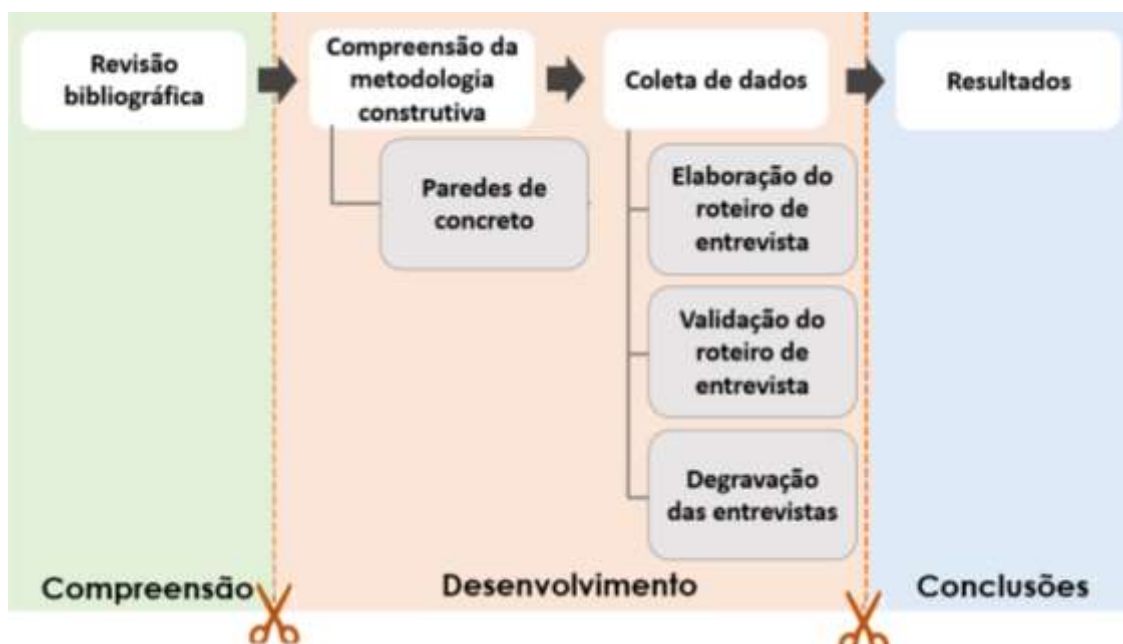 Revisão
bibliográfica
Compreensão da
metodologia
construtiva
Coleta de dados
Resultados
Paredes de
concreto
Elaboração do
roteiro de
entrevista
Validação do
roteiro de
entrevista
Degravação
das entrevistas
Compreensão
Desenvolvimento
Conclusões